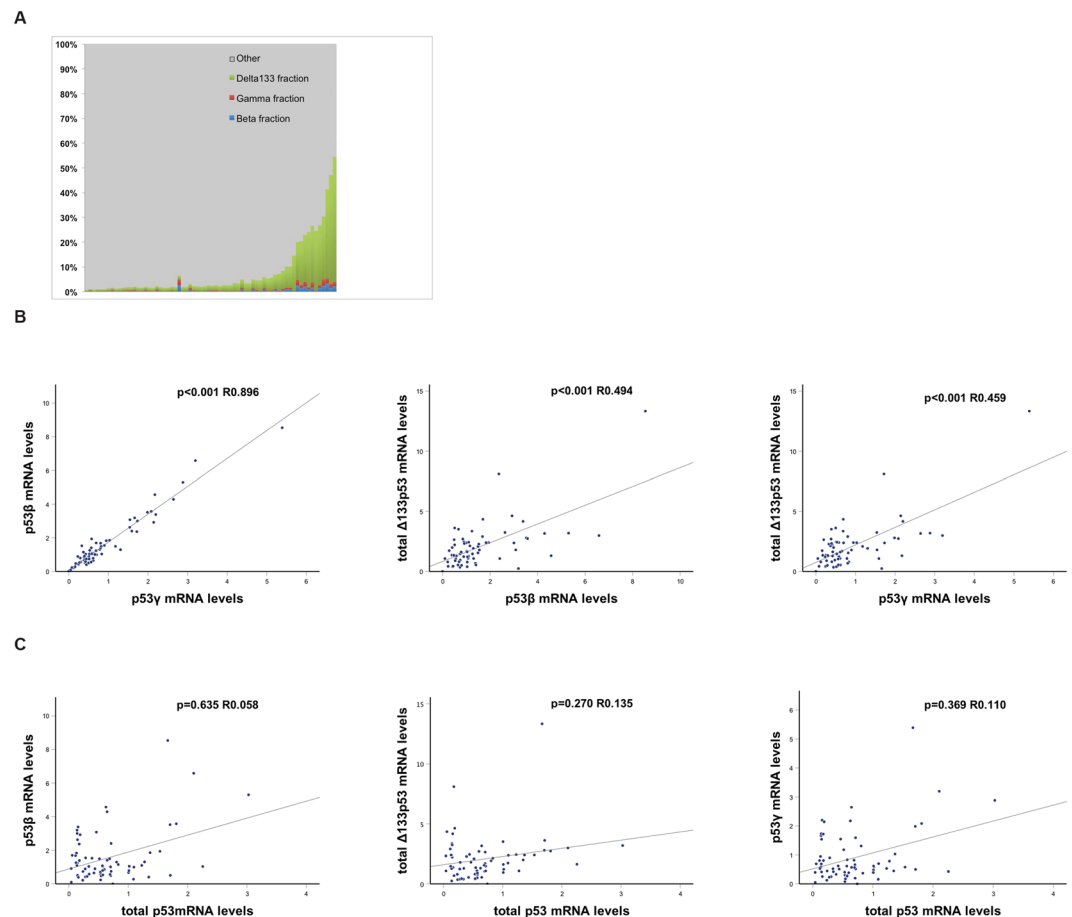 A
100%
90%
80%
70%
60%
50%
40%
30%
20%
10%
0%
Other
Delta133 fraction
Gamma fraction
Beta fraction
B
p<0.001 R0.896
p53β mRNA levels
10
8
6
4
2
0
0 1 2 3 4 5 6
p53γ mRNA levels
p<0.001 R0.494
total Δ133p53 mRNA levels
15
10
5
0
0 2 4 6 8 10
p53β mRNA levels
p<0.001 R0.459
total Δ133p53 mRNA levels
15
10
5
0
0 1 2 3 4 5 6
p53γ mRNA levels
C
p=0.635 R0.058
p53β mRNA levels
10
8
6
4
2
0
0 1 2 3 4
total p53mRNA levels
p=0.270 R0.135
total Δ133p53 mRNA levels
15
10
5
0
0 1 2 3 4
total p53 mRNA levels
p=0.369 R0.110
p53γ mRNA levels
6
5
4
3
2
1
0
0 1 2 3 4
total p53 mRNA levels